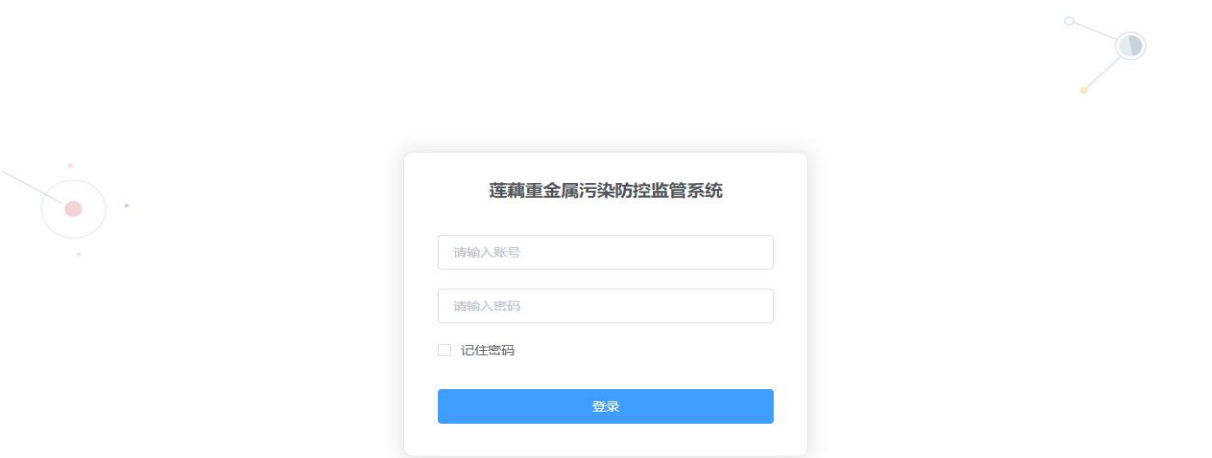 莲藕重金属污染防控监管系统
请输入账号
请输入密码
记住密码
登录